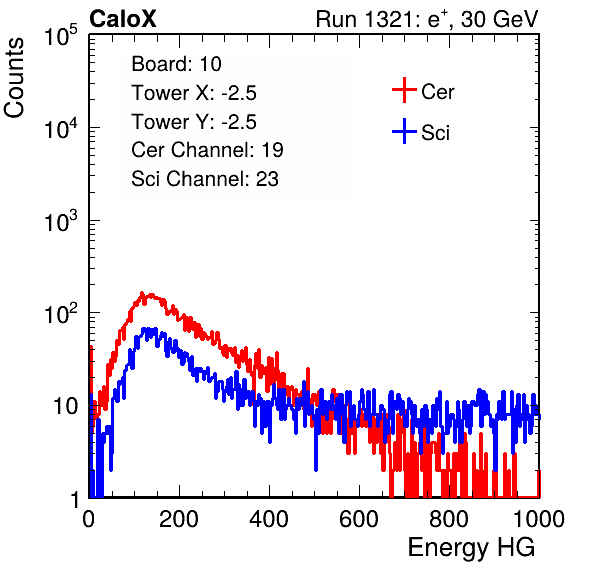 CaloX Run 1321: e⁺, 30 GeV
Counts
10⁵
10⁴
10³
10²
10
1
Board: 10
Tower X: -2.5
Tower Y: -2.5
Cer Channel: 19
Sci Channel: 23
Cer
Sci
0 200 400 600 800 1000
Energy HG